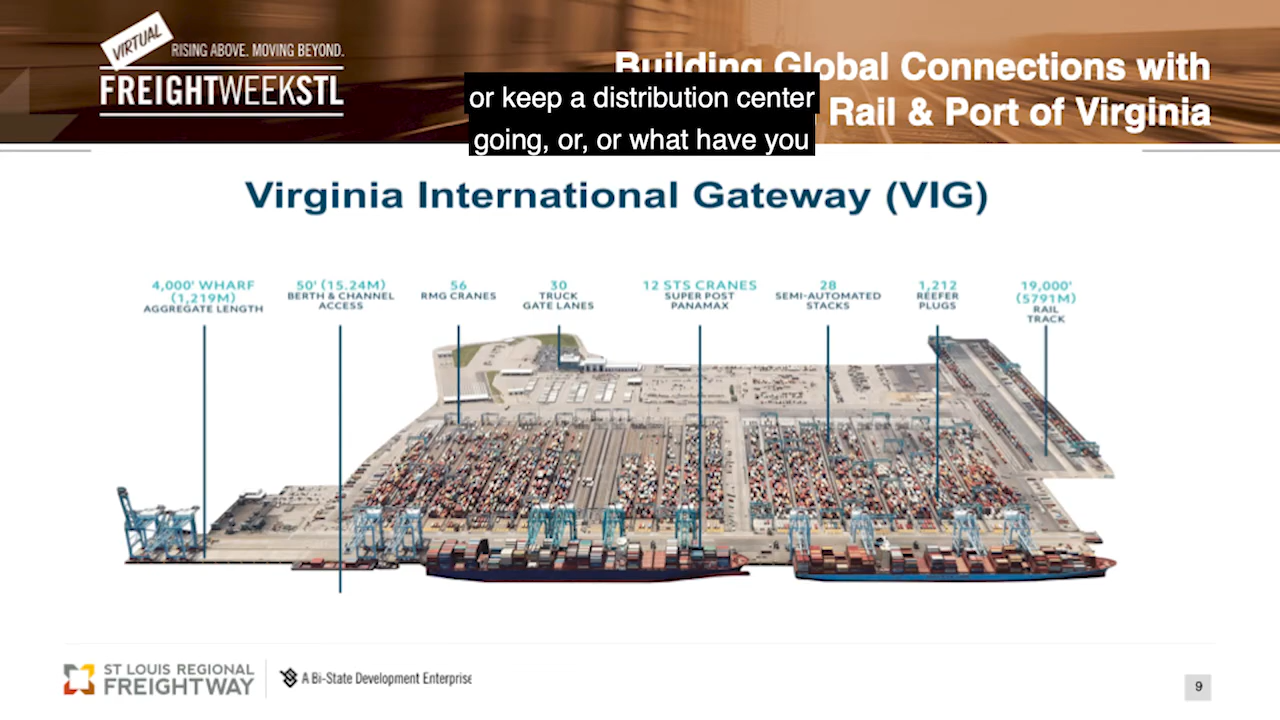 VIRTUAL
RISING ABOVE. MOVING BEYOND.
FREIGHTWEEKSTL
Building Global Connections with
Rail & Port of Virginia
or keep a distribution center
going, or, or what have you
Virginia International Gateway (VIG)
4,000' WHARF
(1,219M)
AGGREGATE LENGTH
50' (15.24M)
BERTH & CHANNEL
ACCESS
56
RMG CRANES
30
TRUCK
GATE LANES
12 STS CRANES
SUPER POST
PANAMAX
28
SEMI-AUTOMATED
STACKS
1,212
REEFER
PLUGS
19,000'
(5791M)
RAIL
TRACK
ST LOUIS REGIONAL
FREIGHTWAY
A Bi-State Development Enterprise
9